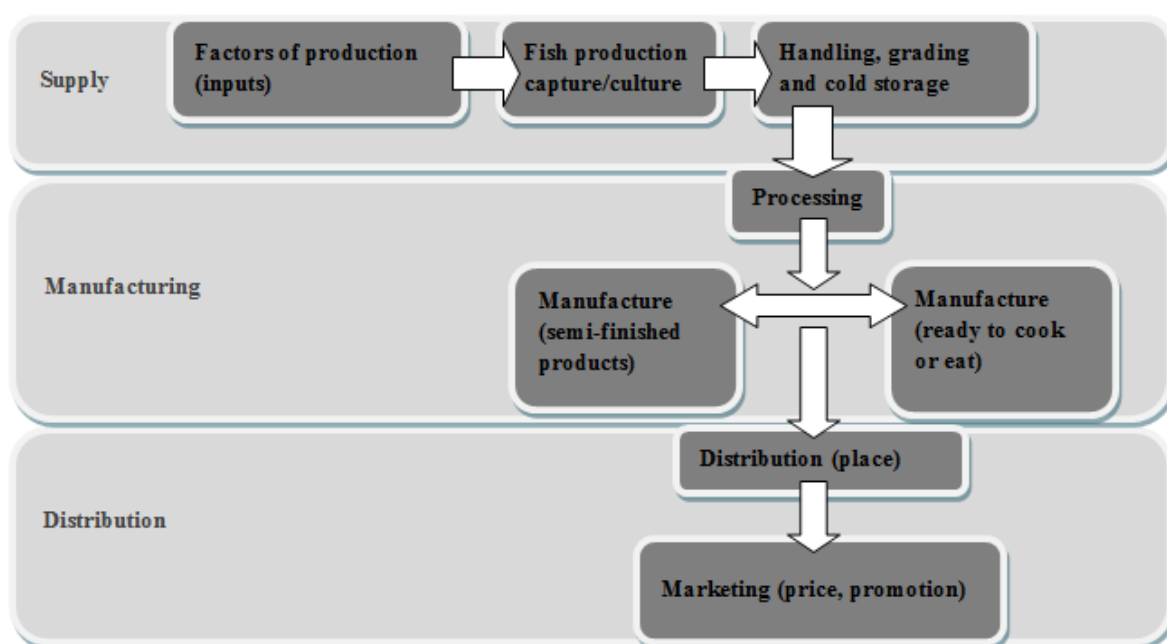 Supply
Factors of production
(inputs)
Fish production
capture/culture
Handling, grading
and cold storage
Processing
Manufacturing
Manufacture
(semi-finished
products)
Manufacture
(ready to cook
or eat)
Distribution (place)
Distribution
Marketing (price, promotion)